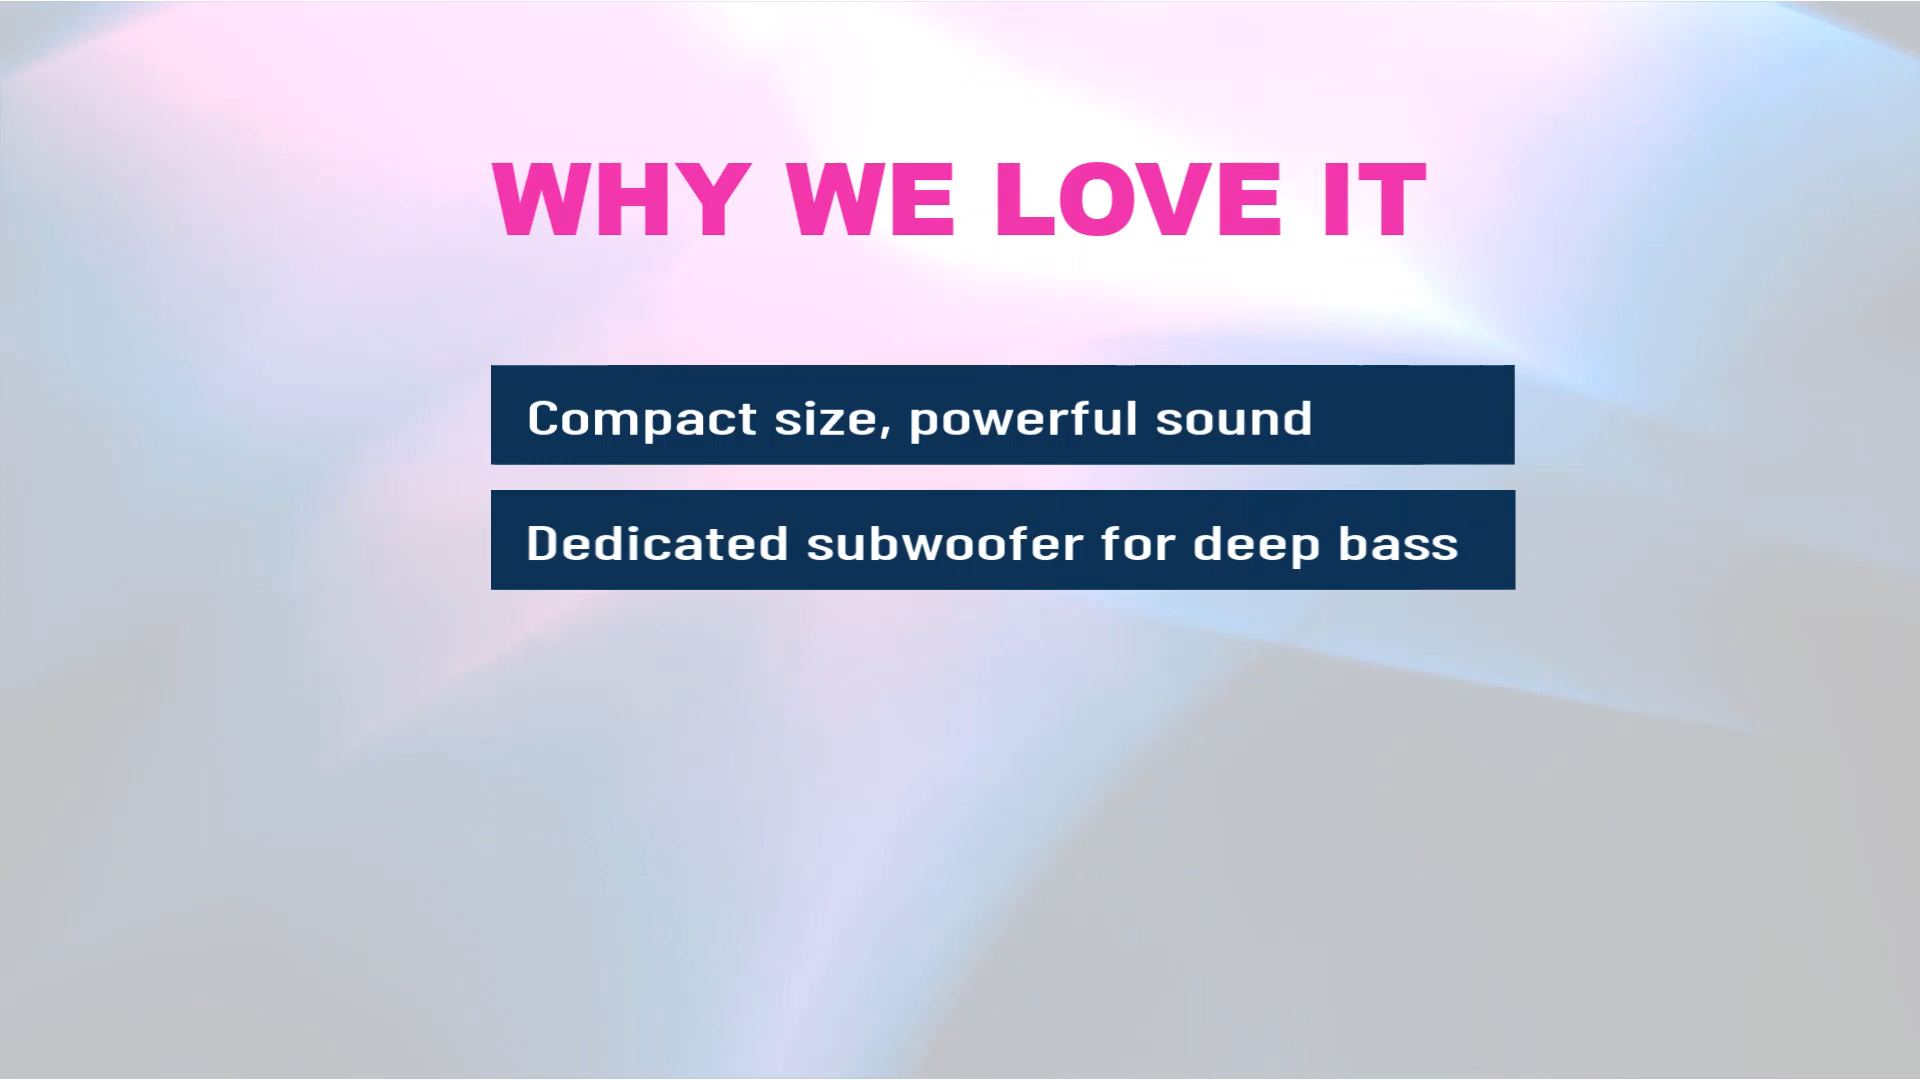 WHY WE LOVE IT
Compact size, powerful sound
Dedicated subwoofer for deep bass